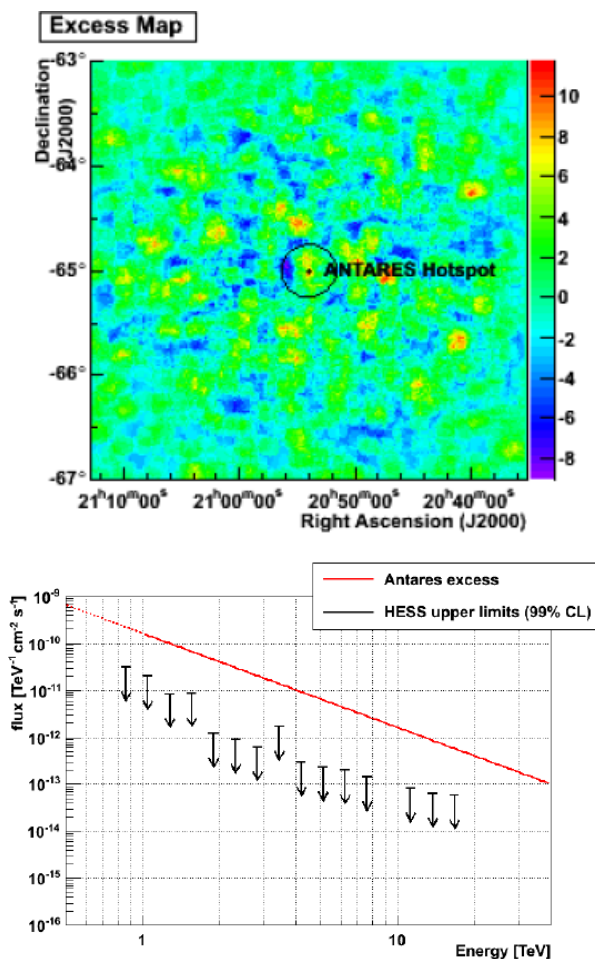 Excess Map
Declination
(J2000)
-63°
-64°
-65°
-66°
-67°
ANTARES Hotspot
10
8
6
4
2
0
-2
-4
-6
-8
21ʰ10ᵐ00ˢ
21ʰ00ᵐ00ˢ
20ʰ50ᵐ00ˢ
20ʰ40ᵐ00ˢ
Right Ascension (J2000)
Antares excess
HESS upper limits (99% CL)
flux [TeV⁻¹ cm⁻² s⁻¹]
10⁻⁹
10⁻¹⁰
10⁻¹¹
10⁻¹²
10⁻¹³
10⁻¹⁴
10⁻¹⁵
10⁻¹⁶
1
10
Energy [TeV]